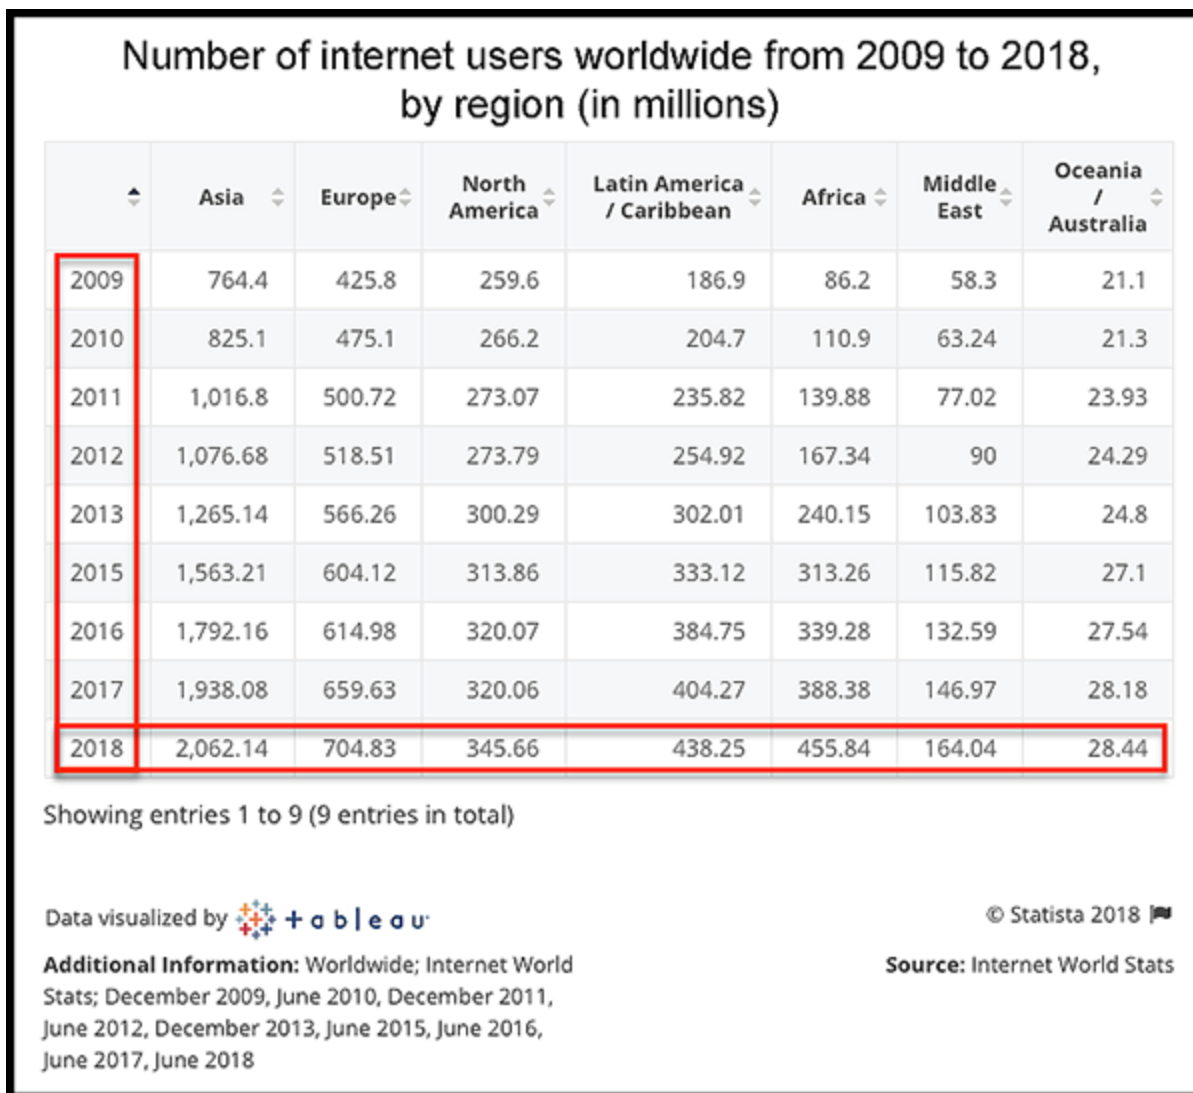 Number of internet users worldwide from 2009 to 2018,
by region (in millions)
Asia Europe North America Latin America / Caribbean Africa Middle East Oceania / Australia
2009 764.4 425.8 259.6 186.9 86.2 58.3 21.1
2010 825.1 475.1 266.2 204.7 110.9 63.24 21.3
2011 1,016.8 500.72 273.07 235.82 139.88 77.02 23.93
2012 1,076.68 518.51 273.79 254.92 167.34 90 24.29
2013 1,265.14 566.26 300.29 302.01 240.15 103.83 24.8
2015 1,563.21 604.12 313.86 333.12 313.26 115.82 27.1
2016 1,792.16 614.98 320.07 384.75 339.28 132.59 27.54
2017 1,938.08 659.63 320.06 404.27 388.38 146.97 28.18
2018 2,062.14 704.83 345.66 438.25 455.84 164.04 28.44
Showing entries 1 to 9 (9 entries in total)
Data visualized by +ableau
© Statista 2018
Additional Information: Worldwide; Internet World
Stats; December 2009, June 2010, December 2011,
June 2012, December 2013, June 2015, June 2016,
June 2017, June 2018
Source: Internet World Stats